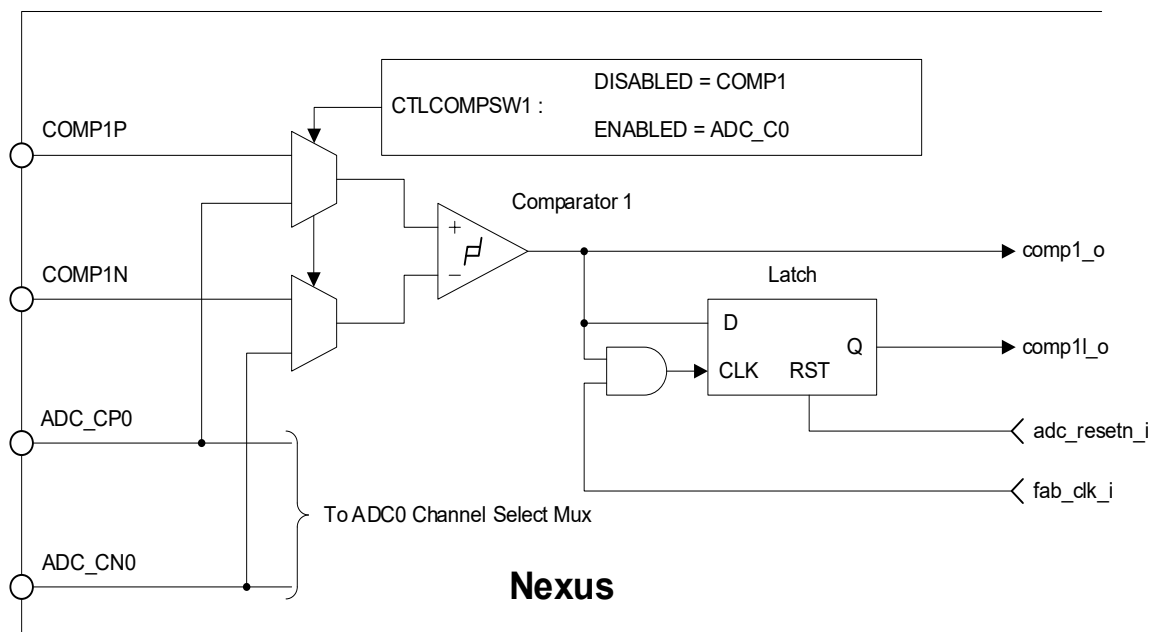 DISABLED = COMP1
CTLCOMPSW1 :
ENABLED = ADC_C0
COMP1P
Comparator 1
+
−
comp1_o
COMP1N
Latch
D
Q
comp1l_o
CLK RST
ADC_CP0
adc_resetn_i
fab_clk_i
To ADC0 Channel Select Mux
ADC_CN0
Nexus